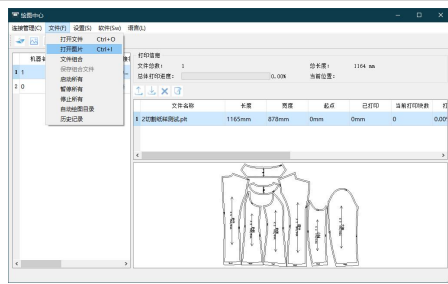 绘图中心
连接管理(C) 文件(F) 设置(S) 软件(Sw) 语言(L)
打开文件 Ctrl+O
打开图片 Ctrl+I
文件组合
保存组合文件
启动所有
暂停所有
停止所有
自动绘图目录
历史记录
机器名
1 1
2 0
打印信息
文件总数: 1 总长度: 1164 mm
总体打印进度: 0.00% 当前位置:
文件名称 长度 宽度 起点 已打印 当前打印轮数 打
1 2切割纸样测试.plt 1165mm 878mm 0mm 0mm 0 0.00%